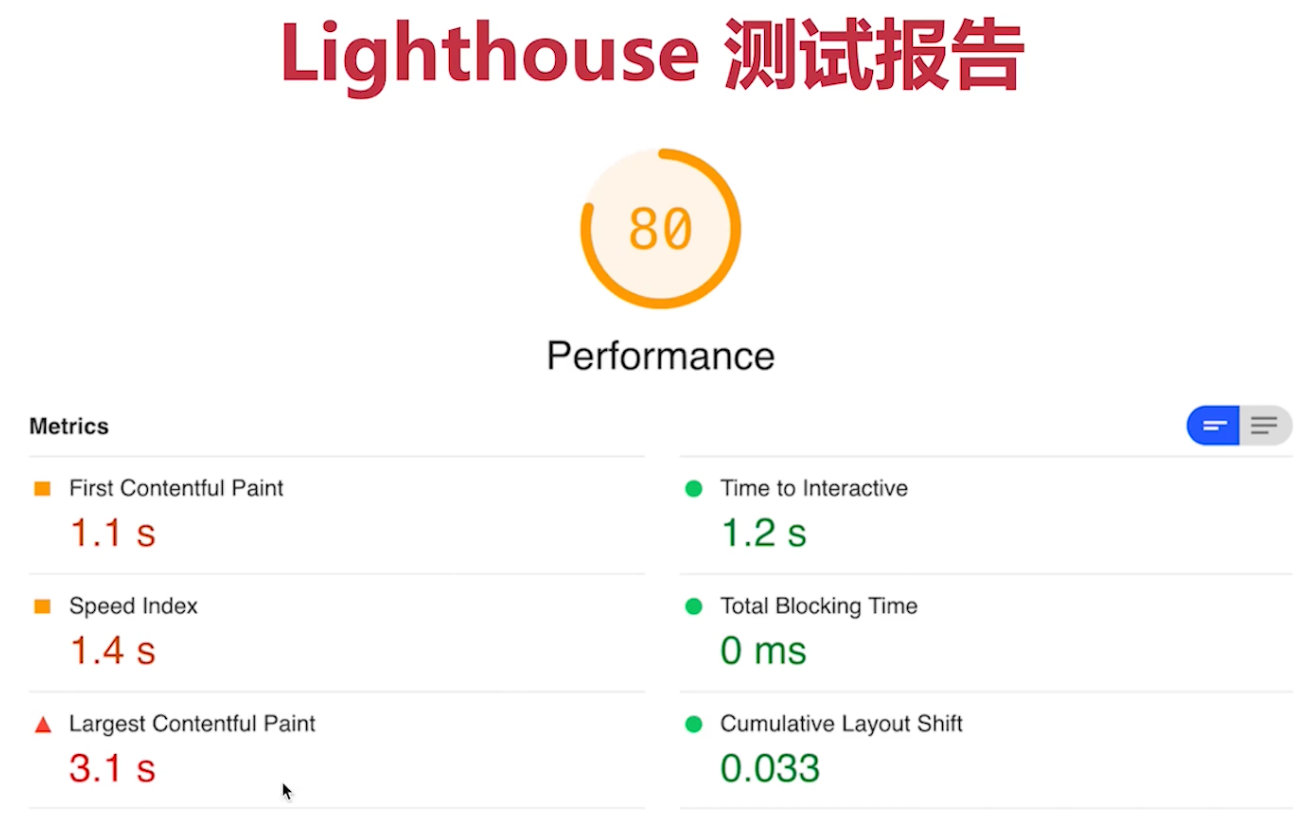 Lighthouse 测试报告
80
Performance
Metrics
First Contentful Paint
1.1 s
Speed Index
1.4 s
Largest Contentful Paint
3.1 s
Time to Interactive
1.2 s
Total Blocking Time
0 ms
Cumulative Layout Shift
0.033